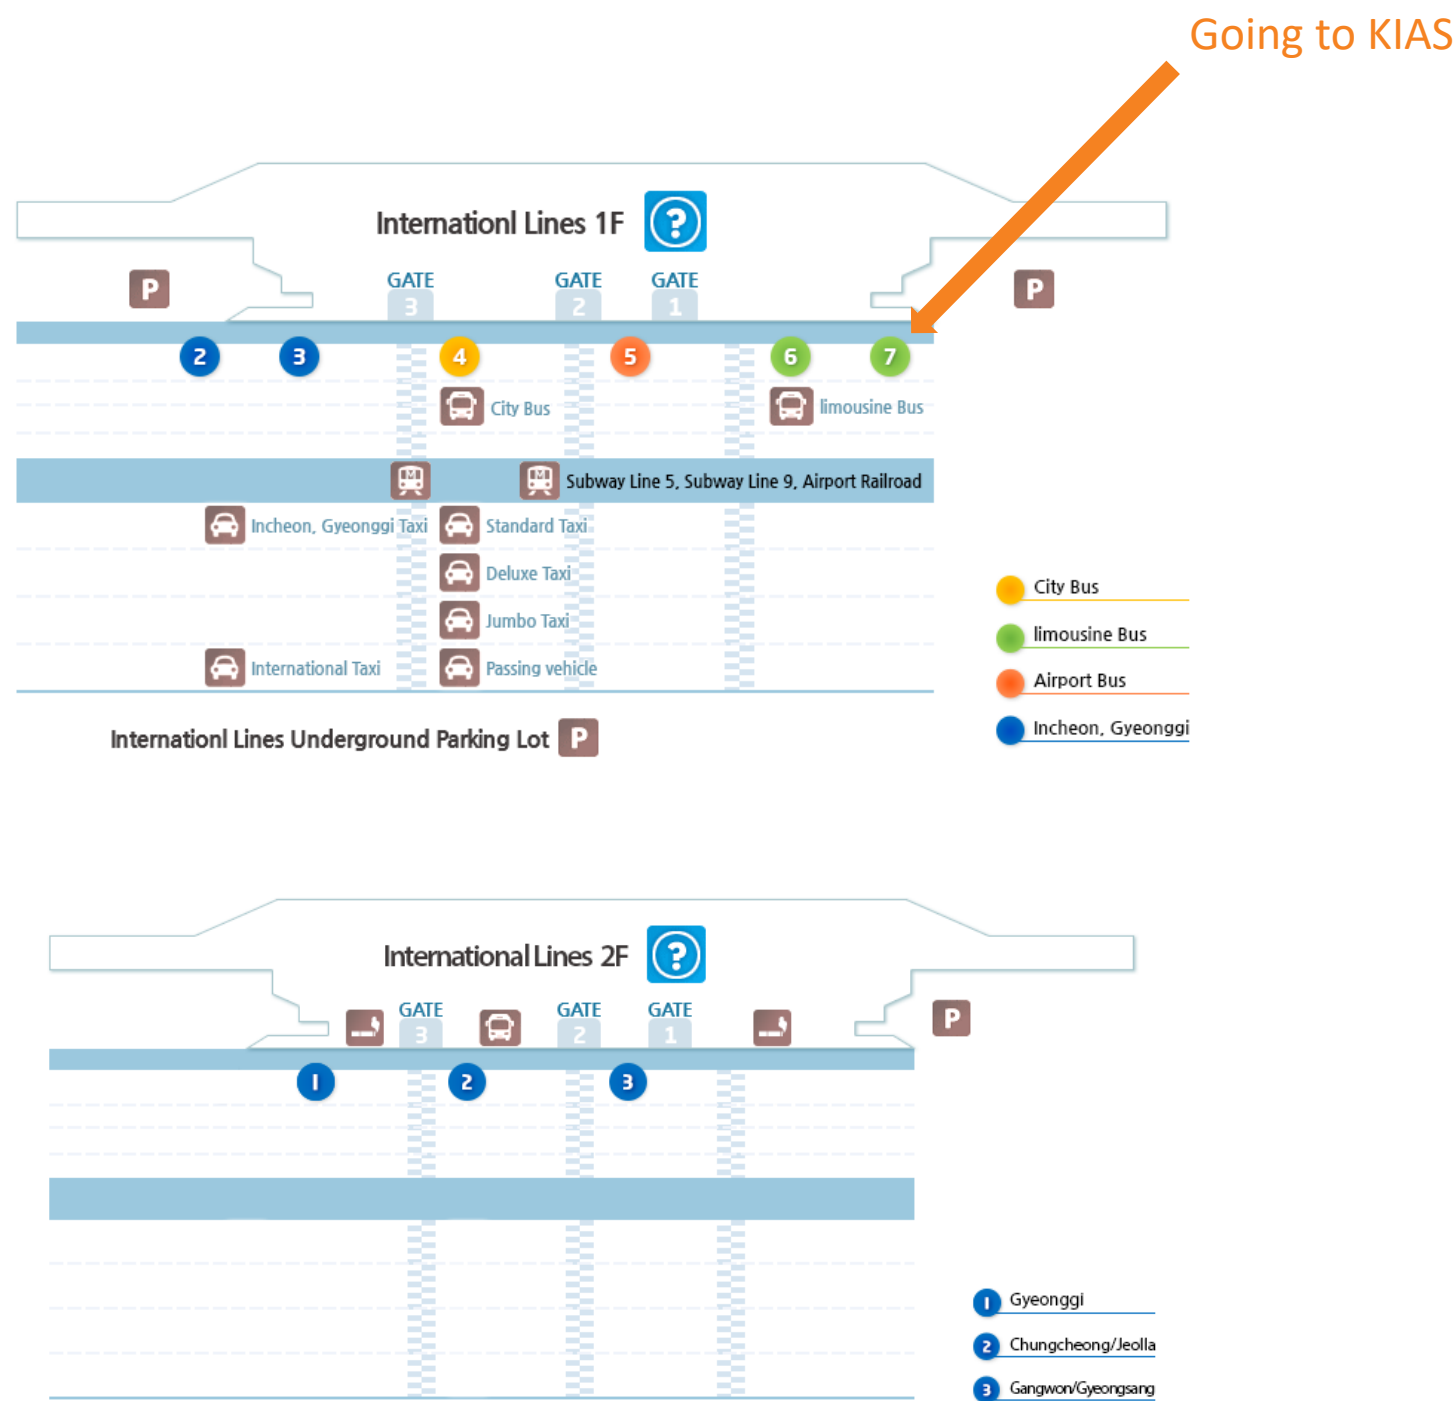 Going to KIAS
Internationl Lines 1F ?
GATE GATE GATE
P 3 2 1 P
2 3 4 5 6 7
City Bus limousine Bus
M M Subway Line 5, Subway Line 9, Airport Railroad
Incheon, Gyeonggi Taxi Standard Taxi
Deluxe Taxi
Jumbo Taxi
International Taxi Passing vehicle
City Bus
limousine Bus
Airport Bus
Incheon, Gyeonggi
Internationl Lines Underground Parking Lot P
International Lines 2F ?
GATE GATE GATE
3 2 1 P
1 2 3
1 Gyeonggi
2 Chungcheong/Jeolla
3 Gangwon/Gyeongsang